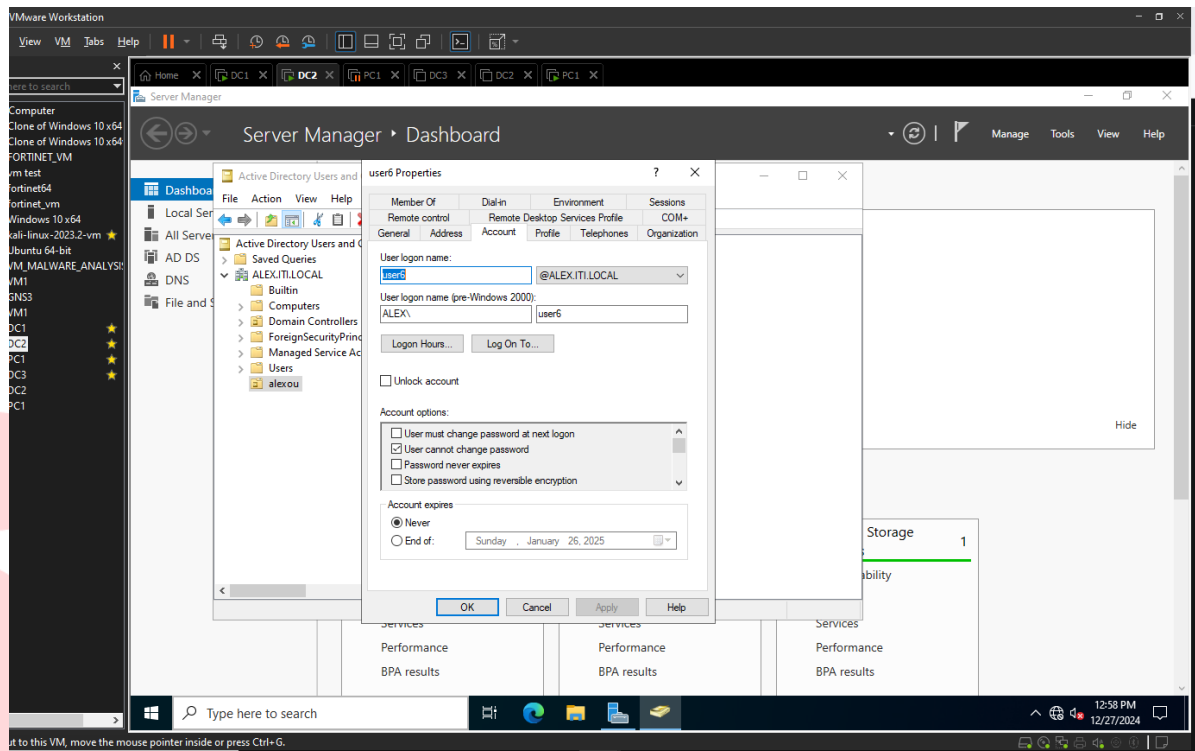 VMware Workstation
View VM Tabs Help
here to search
Home DC1 DC2 PC1 DC3 DC2 PC1
Server Manager
Computer
Clone of Windows 10 x64
Clone of Windows 10 x64
FORTINET_VM
vm test
Fortinet64
fortinet_vm
Windows 10 x64
kali-linux-2023.2-vm
Ubuntu 64-bit
VM_MALWARE_ANALYSI
VM1
GNS3
VM1
DC1
DC2
PC1
DC3
DC2
PC1
Server Manager • Dashboard
Manage Tools View Help
Dashboa
Local Ser
All Server
AD DS
DNS
File and S
Active Directory Users and
File Action View Help
Active Directory Users and C
Saved Queries
ALEX.ITI.LOCAL
Builtin
Computers
Domain Controllers
ForeignSecurityPrinc
Managed Service Ac
Users
alexou
user6 Properties
Member Of Dial-in Environment Sessions
Remote control Remote Desktop Services Profile COM+
General Address Account Profile Telephones Organization
User logon name:
user6 @ALEX.ITI.LOCAL
User logon name (pre-Windows 2000):
ALEX\ user6
Logon Hours... Log On To...
Unlock account
Account options:
User must change password at next logon
User cannot change password
Password never expires
Store password using reversible encryption
Account expires
Never
End of: Sunday , January 26, 2025
OK Cancel Apply Help
Hide
Storage 1
ability
Services Services Services
Performance Performance Performance
BPA results BPA results BPA results
Type here to search
12:58 PM
12/27/2024
ut to this VM, move the mouse pointer inside or press Ctrl+G.